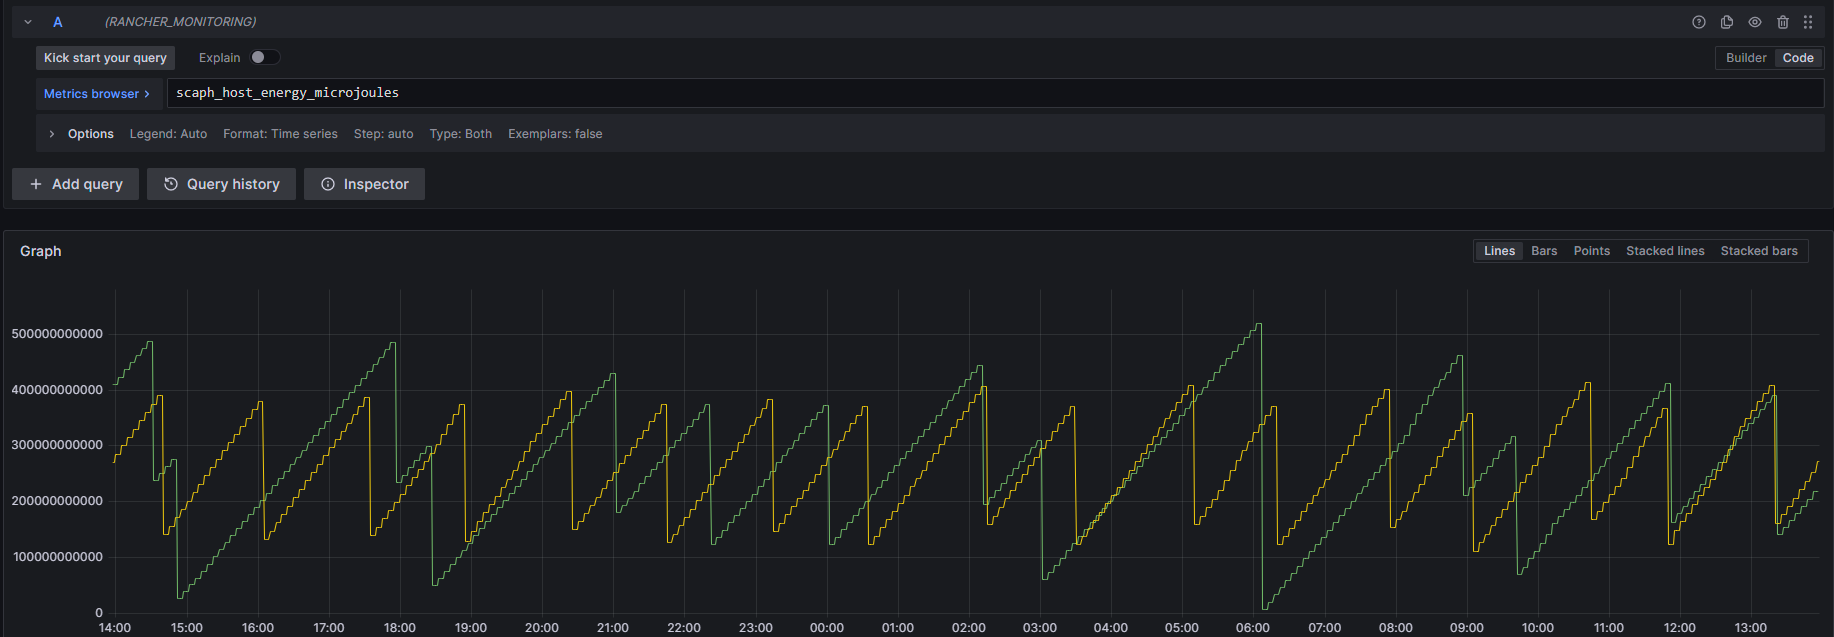 A (RANCHER_MONITORING)
Kick start your query Explain Builder Code
Metrics browser > scaph_host_energy_microjoules
> Options Legend: Auto Format: Time series Step: auto Type: Both Exemplars: false
+ Add query Query history Inspector
Graph Lines Bars Points Stacked lines Stacked bars
500000000000
400000000000
300000000000
200000000000
100000000000
0
14:00 15:00 16:00 17:00 18:00 19:00 20:00 21:00 22:00 23:00 00:00 01:00 02:00 03:00 04:00 05:00 06:00 07:00 08:00 09:00 10:00 11:00 12:00 13:00